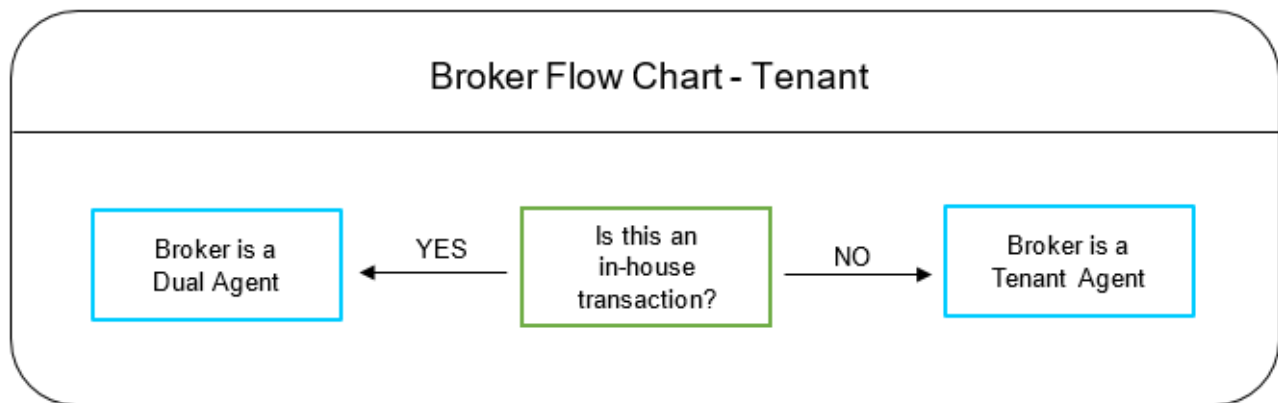 Broker Flow Chart - Tenant
Broker is a
Dual Agent
YES
Is this an
in-house
transaction?
NO
Broker is a
Tenant Agent